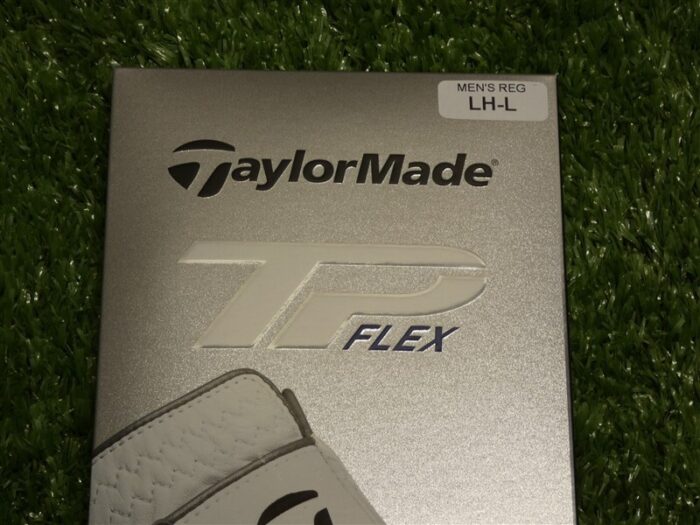 MEN'S REG
LH-L
TaylorMade®
TP
FLEX